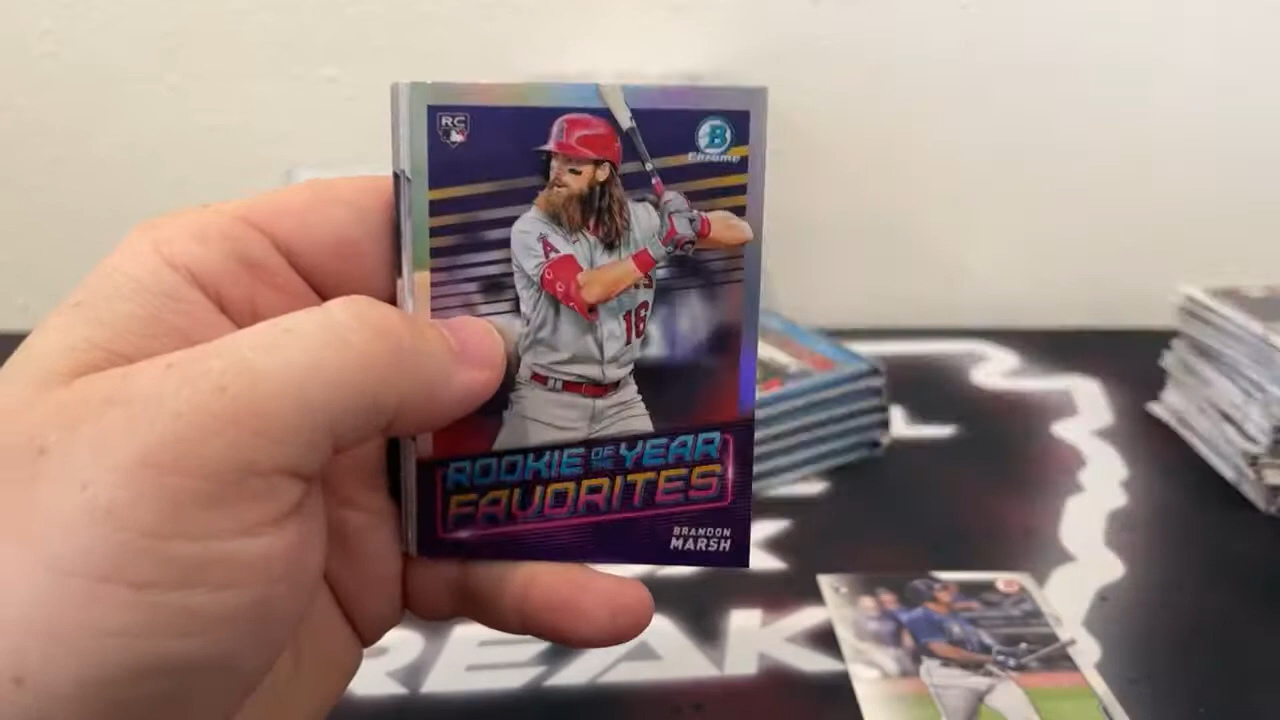 RC
B
Chrome
A
16
ROOKIE OF THE YEAR
FAVORITES
BRANDON
MARSH
REAK